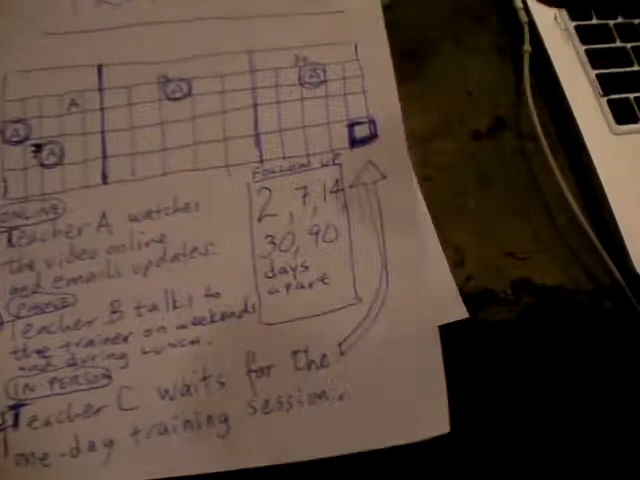 A
A
A
A
A
FOLLOW UP
2, 7, 14
30, 90
days
apart
ONLINE
Teacher A watches
the video online
and emails updates.
PHONE
Teacher B talks to
the trainer on weekends
and during lunch.
IN-PERSON
Teacher C waits for the
one-day training session.